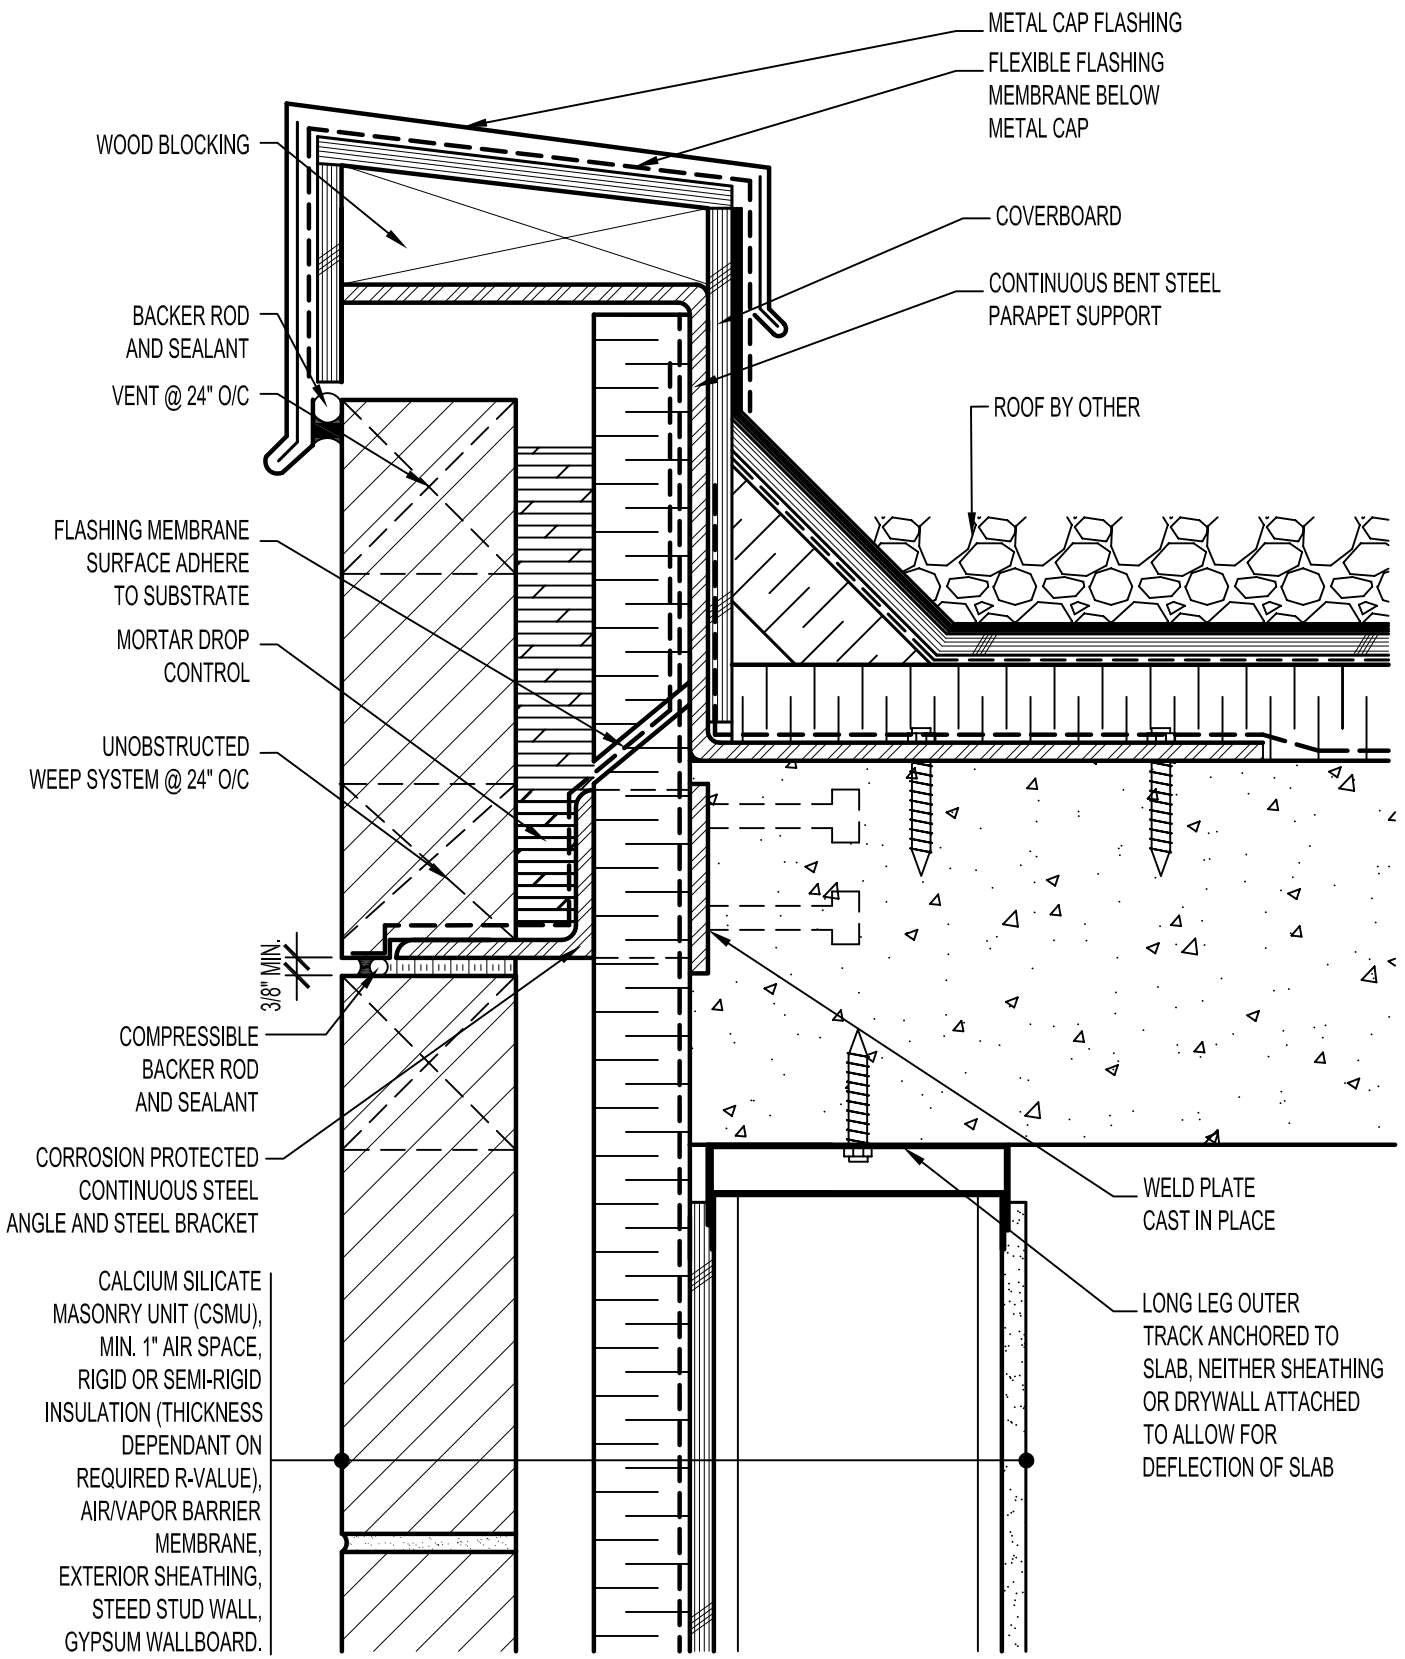 METAL CAP FLASHING
FLEXIBLE FLASHING
MEMBRANE BELOW
METAL CAP
WOOD BLOCKING
COVERBOARD
CONTINUOUS BENT STEEL
PARAPET SUPPORT
BACKER ROD
AND SEALANT
VENT @ 24" O/C
ROOF BY OTHER
FLASHING MEMBRANE
SURFACE ADHERE
TO SUBSTRATE
MORTAR DROP
CONTROL
UNOBSTRUCTED
WEEP SYSTEM @ 24" O/C
3/8" MIN.
COMPRESSIBLE
BACKER ROD
AND SEALANT
CORROSION PROTECTED
CONTINUOUS STEEL
ANGLE AND STEEL BRACKET
WELD PLATE
CAST IN PLACE
CALCIUM SILICATE
MASONRY UNIT (CSMU),
MIN. 1" AIR SPACE,
RIGID OR SEMI-RIGID
INSULATION (THICKNESS
DEPENDANT ON
REQUIRED R-VALUE),
AIR/VAPOR BARRIER
MEMBRANE,
EXTERIOR SHEATHING,
STEED STUD WALL,
GYPSUM WALLBOARD.
LONG LEG OUTER
TRACK ANCHORED TO
SLAB, NEITHER SHEATHING
OR DRYWALL ATTACHED
TO ALLOW FOR
DEFLECTION OF SLAB